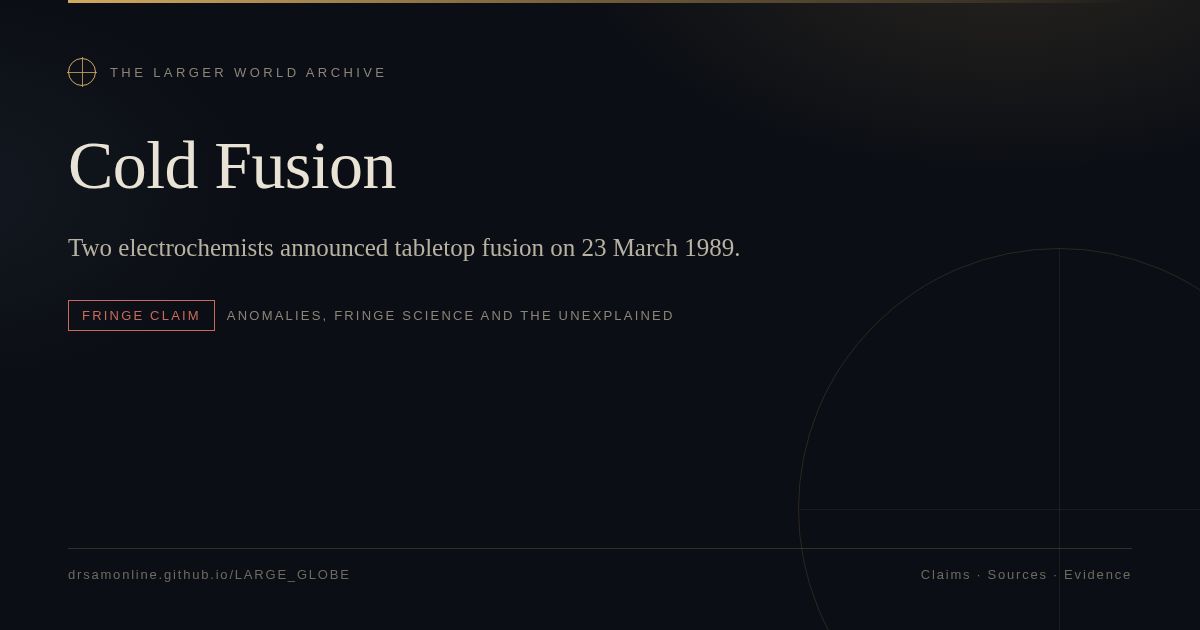 THE LARGER WORLD ARCHIVE
Cold Fusion
Two electrochemists announced tabletop fusion on 23 March 1989.
FRINGE CLAIM ANOMALIES, FRINGE SCIENCE AND THE UNEXPLAINED
drsamonline.github.io/LARGE_GLOBE Claims · Sources · Evidence